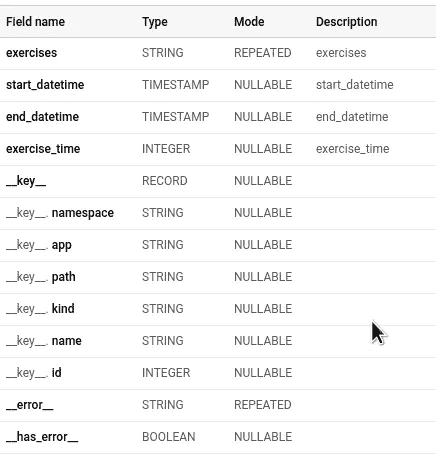 Field name Type Mode Description
exercises STRING REPEATED exercises
start_datetime TIMESTAMP NULLABLE start_datetime
end_datetime TIMESTAMP NULLABLE end_datetime
exercise_time INTEGER NULLABLE exercise_time
__key__ RECORD NULLABLE
__key__. namespace STRING NULLABLE
__key__. app STRING NULLABLE
__key__. path STRING NULLABLE
__key__. kind STRING NULLABLE
__key__. name STRING NULLABLE
__key__. id INTEGER NULLABLE
__error__ STRING REPEATED
__has_error__ BOOLEAN NULLABLE